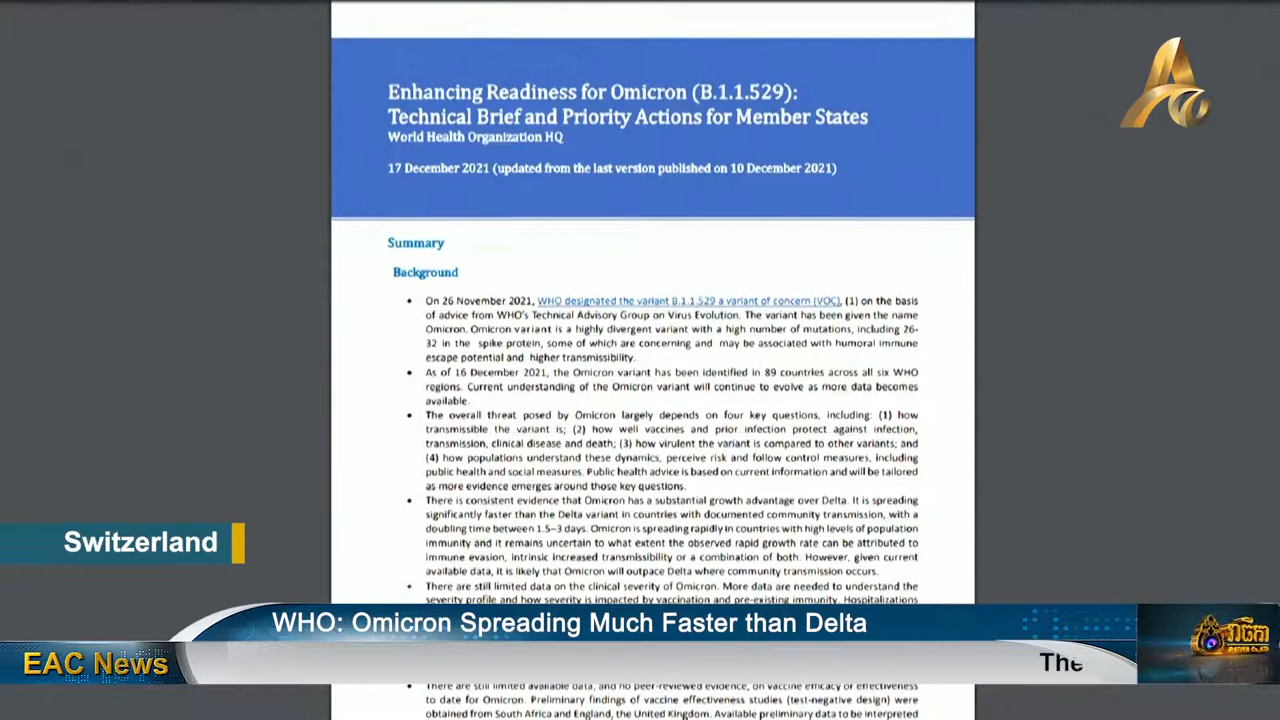 Enhancing Readiness for Omicron (B.1.1.529):
Technical Brief and Priority Actions for Member States
World Health Organization HQ
17 December 2021 (updated from the last version published on 10 December 2021)
Summary
Background
• On 26 November 2021, WHO designated the variant B.1.1.529 a variant of concern (VOC), (1) on the basis
of advice from WHO's Technical Advisory Group on Virus Evolution. The variant has been given the name
Omicron. Omicron variant is a highly divergent variant with a high number of mutations, including 26-
32 in the spike protein, some of which are concerning and may be associated with humoral immune
escape potential and higher transmissibility.
• As of 16 December 2021, the Omicron variant has been identified in 89 countries across all six WHO
regions. Current understanding of the Omicron variant will continue to evolve as more data becomes
available.
• The overall threat posed by Omicron largely depends on four key questions, including: (1) how
transmissible the variant is; (2) how well vaccines and prior infection protect against infection,
transmission, clinical disease and death; (3) how virulent the variant is compared to other variants; and
(4) how populations understand these dynamics, perceive risk and follow control measures, including
public health and social measures. Public health advice is based on current information and will be tailored
as more evidence emerges around those key questions.
• There is consistent evidence that Omicron has a substantial growth advantage over Delta. It is spreading
significantly faster than the Delta variant in countries with documented community transmission, with a
doubling time between 1.5–3 days. Omicron is spreading rapidly in countries with high levels of population
immunity and it remains uncertain to what extent the observed rapid growth rate can be attributed to
immune evasion, intrinsic increased transmissibility or a combination of both. However, given current
available data, it is likely that Omicron will outpace Delta where community transmission occurs.
• There are still limited data on the clinical severity of Omicron. More data are needed to understand the
severity profile and how severity is impacted by vaccination and pre-existing immunity. Hospitalizations
Switzerland
WHO: Omicron Spreading Much Faster than Delta
EAC News
The
• There are still limited available data, and no peer-reviewed evidence, on vaccine efficacy or effectiveness
to date for Omicron. Preliminary findings of vaccine effectiveness studies (test-negative design) were
obtained from South Africa and England, the United Kingdom. Available preliminary data to be interpreted